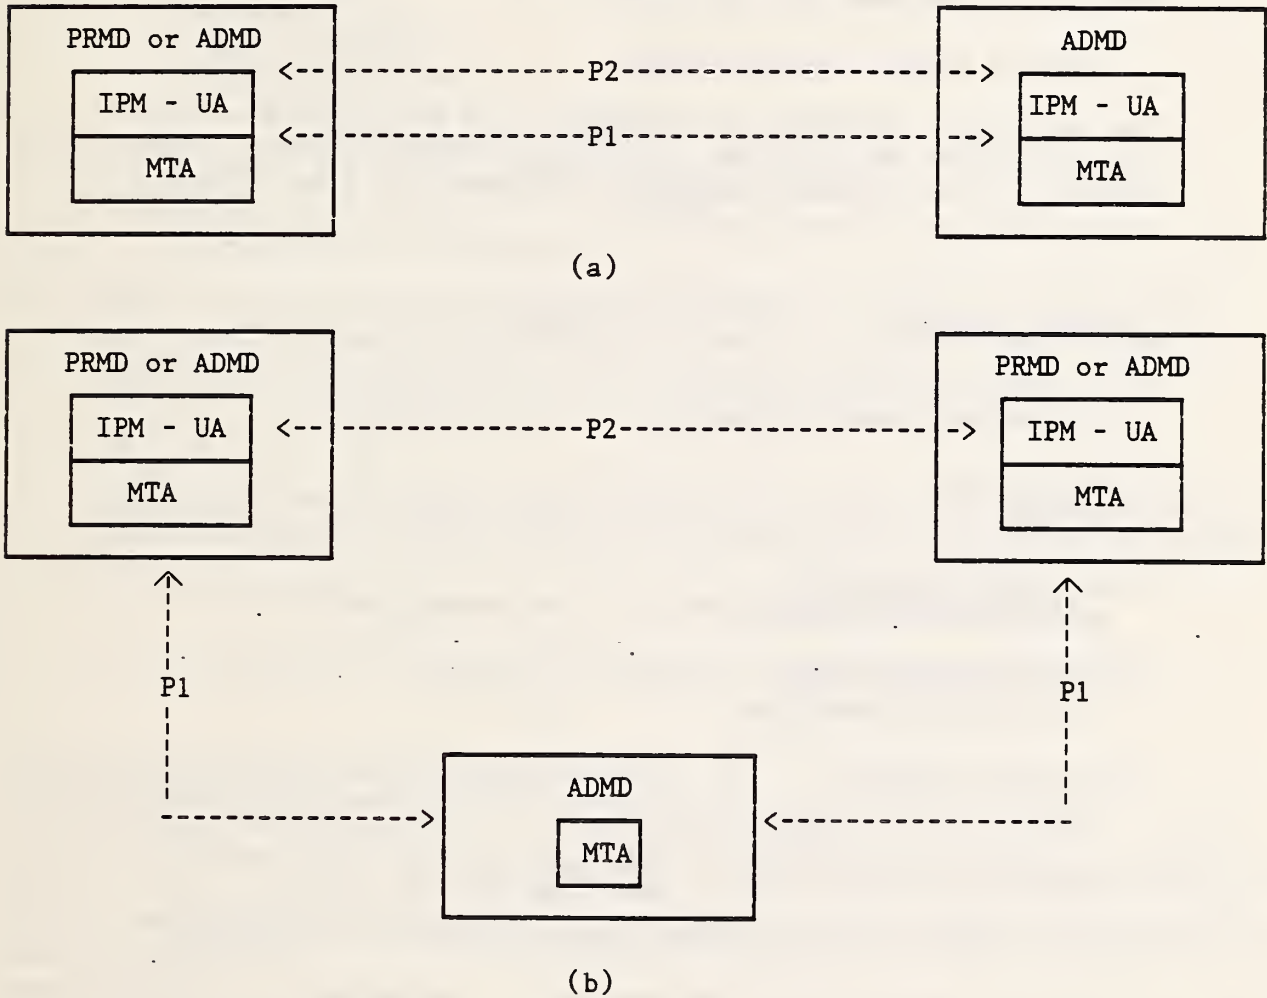 PRMD or ADMD
IPM - UA
MTA
P2
P1
ADMD
IPM - UA
MTA
(a)
PRMD or ADMD
IPM - UA
MTA
P2
PRMD or ADMD
IPM - UA
MTA
P1
P1
ADMD
MTA
(b)